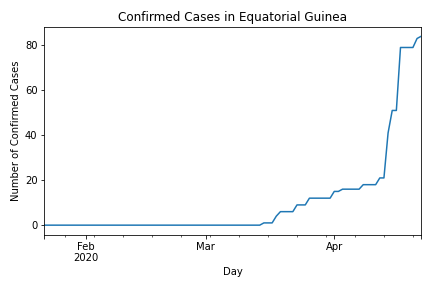 Confirmed Cases in Equatorial Guinea
Number of Confirmed Cases
80
60
40
20
0
Feb
2020
Mar
Apr
Day